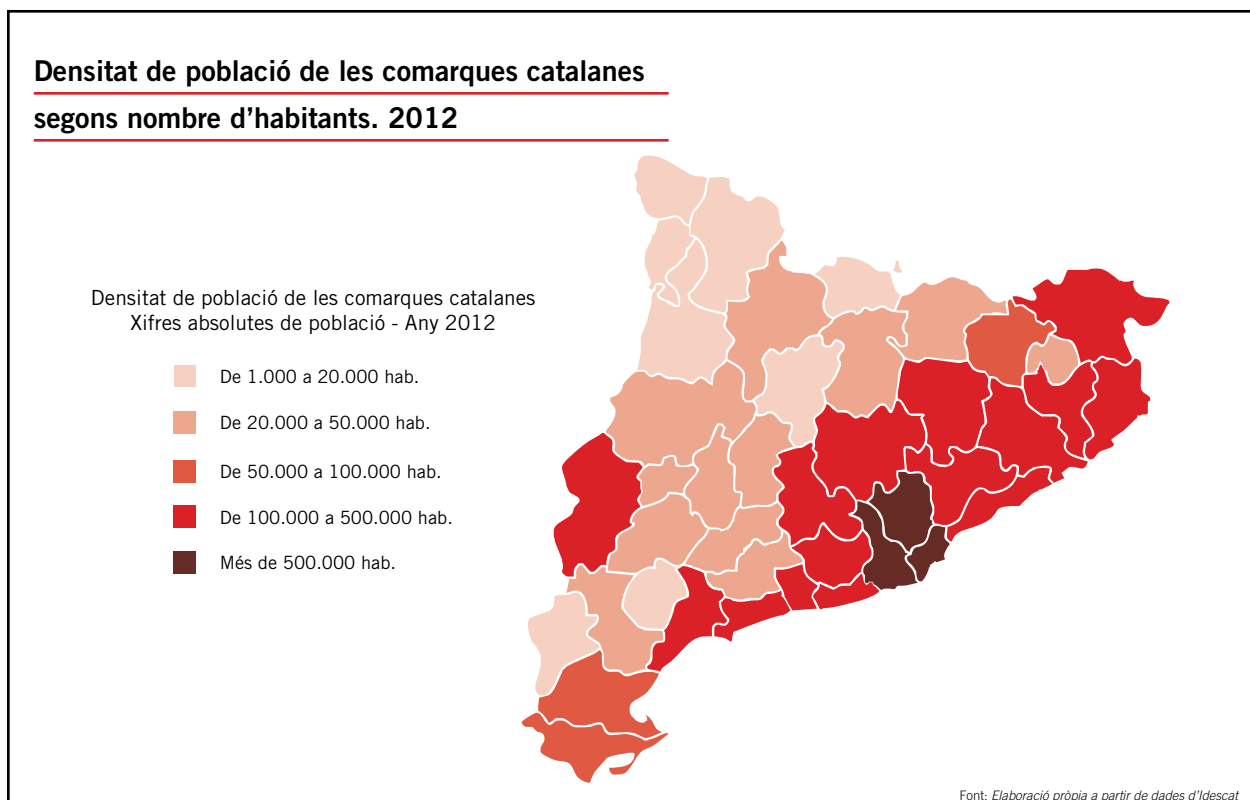 Densitat de població de les comarques catalanes
segons nombre d’habitants. 2012
Densitat de població de les comarques catalanes
Xifres absolutes de població - Any 2012
De 1.000 a 20.000 hab.
De 20.000 a 50.000 hab.
De 50.000 a 100.000 hab.
De 100.000 a 500.000 hab.
Més de 500.000 hab.
Font: Elaboració pròpia a partir de dades d’Idescat